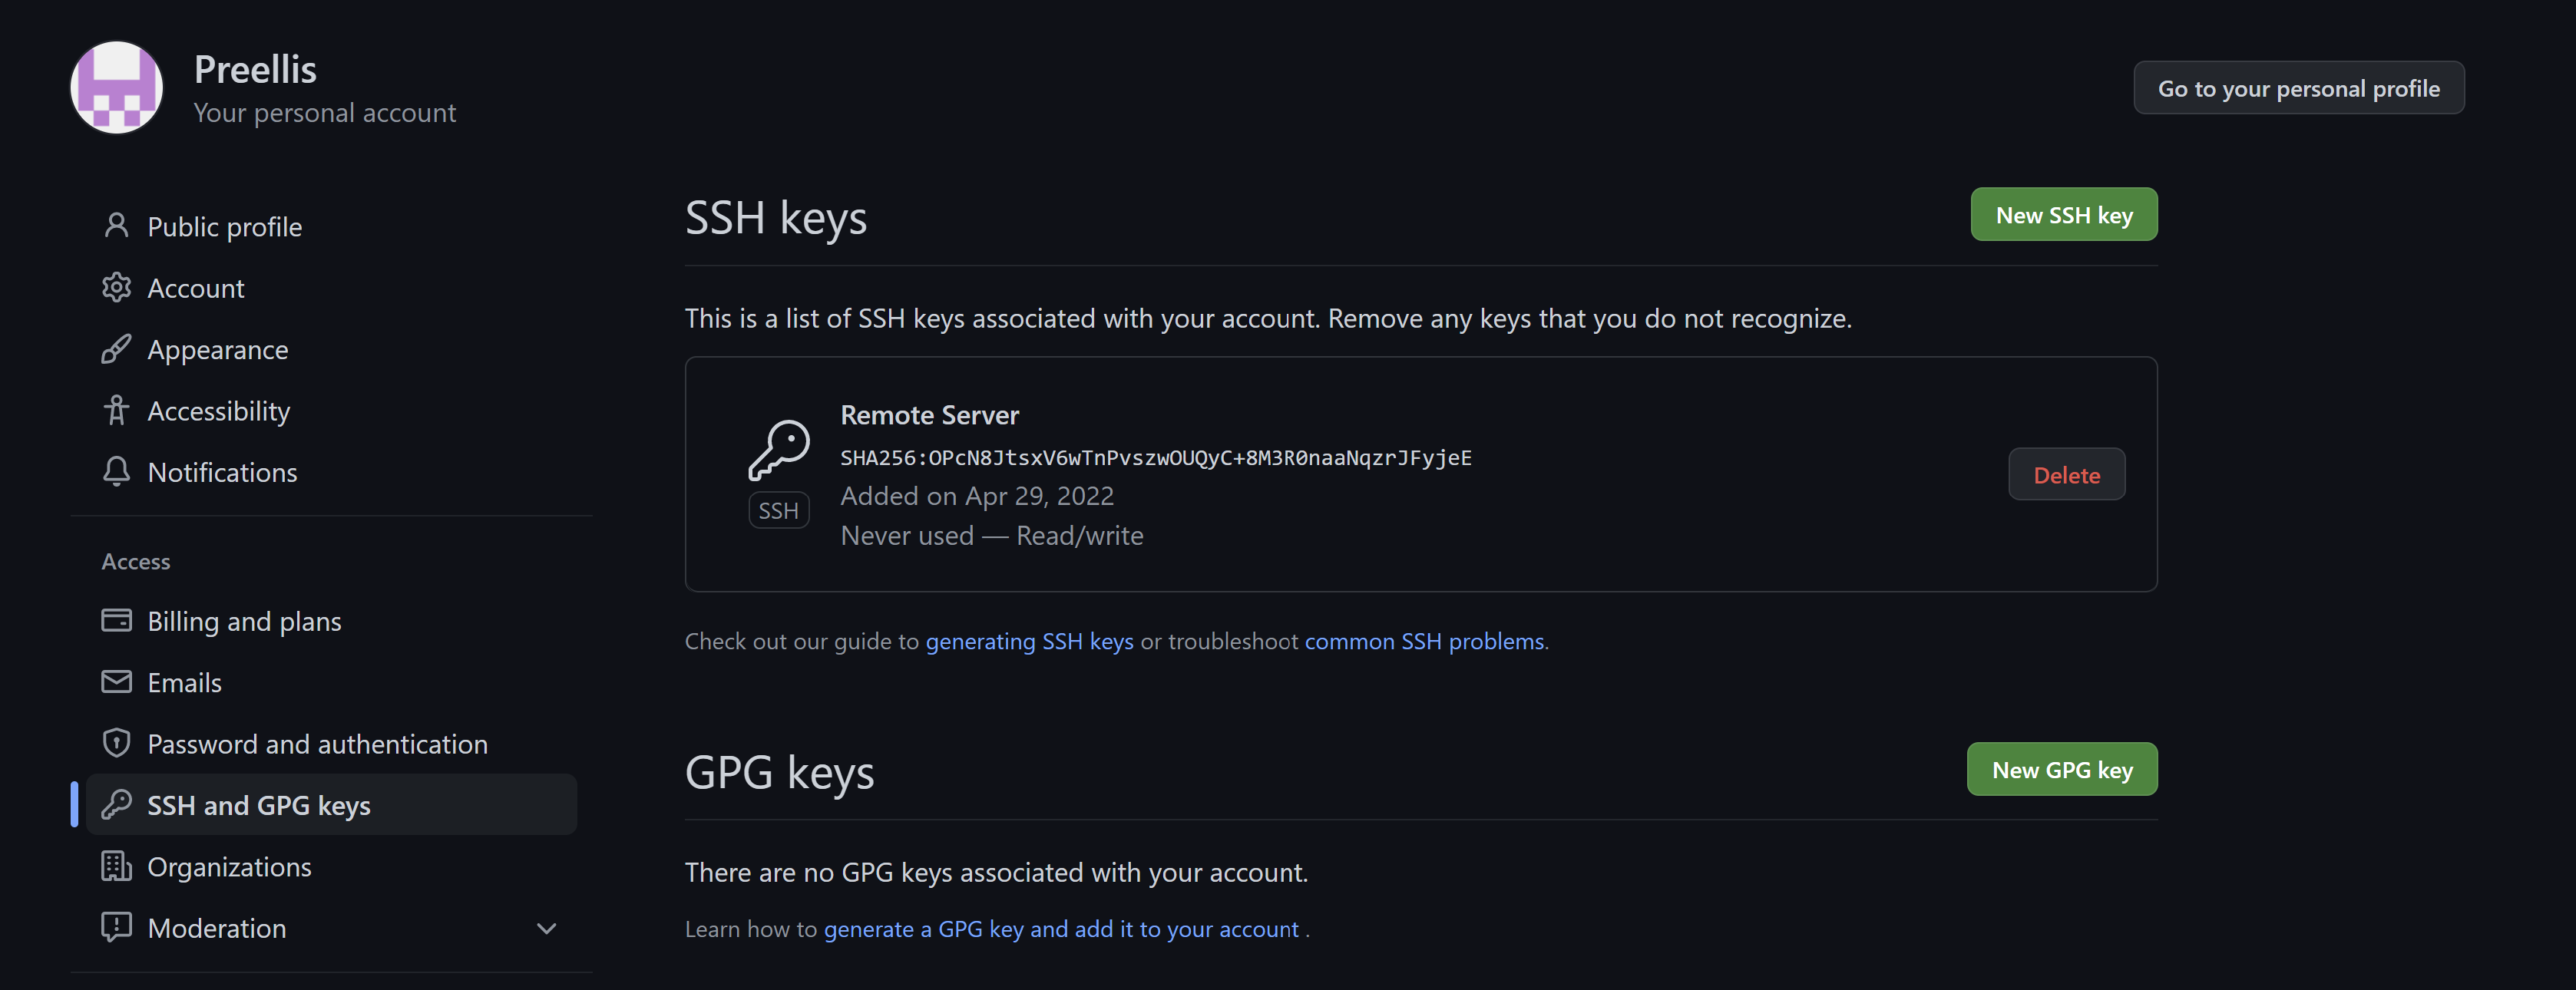 Preellis
Your personal account
Go to your personal profile
Public profile
Account
Appearance
Accessibility
Notifications
Access
Billing and plans
Emails
Password and authentication
SSH and GPG keys
Organizations
Moderation
SSH keys
New SSH key
This is a list of SSH keys associated with your account. Remove any keys that you do not recognize.
Remote Server
SHA256:OPcN8JtsxV6wTnPvszwOUQyC+8M3R0naaNqzrJFyjeE
Added on Apr 29, 2022
Never used — Read/write
SSH
Delete
Check out our guide to generating SSH keys or troubleshoot common SSH problems.
GPG keys
New GPG key
There are no GPG keys associated with your account.
Learn how to generate a GPG key and add it to your account .